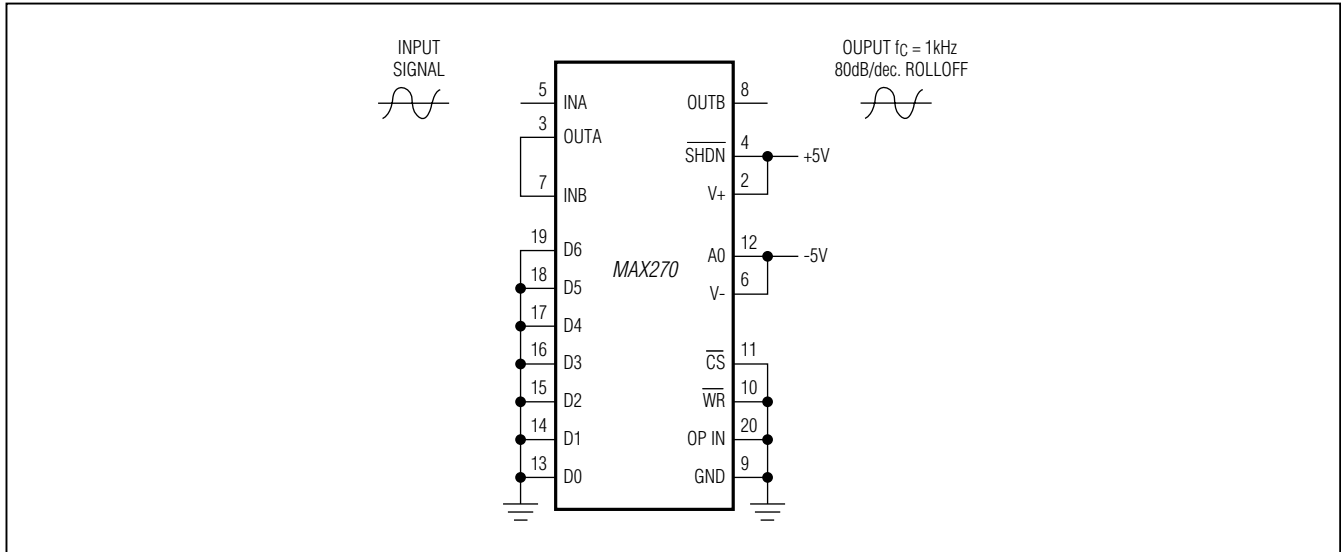 INPUT
SIGNAL
OUPUT fC = 1kHz
80dB/dec. ROLLOFF
5 INA
3 OUTA
7 INB
19 D6
18 D5
17 D4
16 D3
15 D2
14 D1
13 D0
MAX270
OUTB 8
SHDN 4
+5V
V+ 2
A0 12
-5V
V- 6
CS 11
WR 10
OP IN 20
GND 9